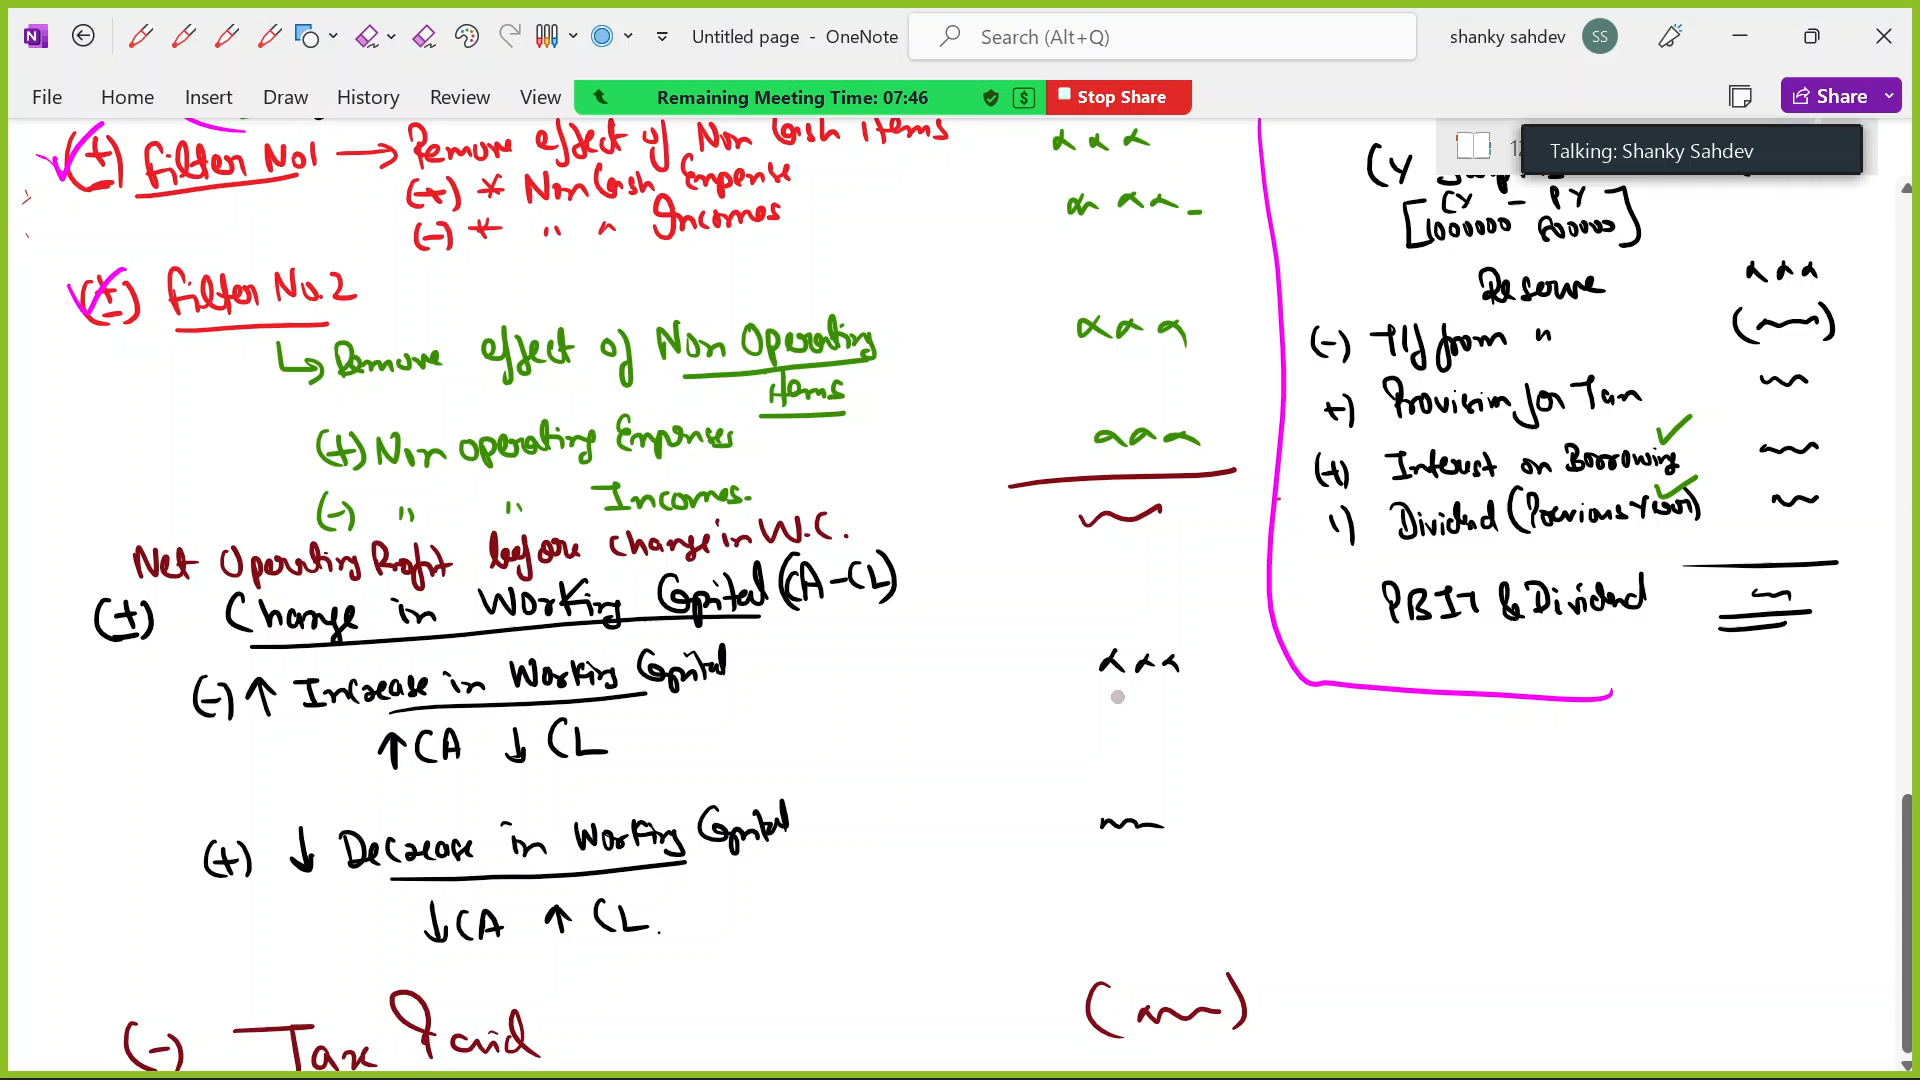 Untitled page - OneNote
Search (Alt+Q)
shanky sahdev
SS
File Home Insert Draw History Review View
Remaining Meeting Time: 07:46
Stop Share
Share
Talking: Shanky Sahdev
(±) Filter No1 → Remove effect of Non Cash items
(+) * Non Cash Expense
(-) * " " Incomes
(±) Filter No.2
↳ Remove effect of Non Operating
items
(+) Non operating Expenses
(-) " " Incomes.
Net Operating Profit before change in W.C.
(±) Change in Working Capital (CA-CL)
(-) ↑ Increase in Working Capital
↑CA ↓ CL
(+) ↓ Decrease in Working Capital
↓CA ↑ CL.
(-) Tax Paid
(Y
CY - PY
[1000000 800000]
Reserve
(-) T/f from "
+) Provision for Tax
(+) Interest on Borrowing
Dividend (Previous Year)
PBIT & Dividend